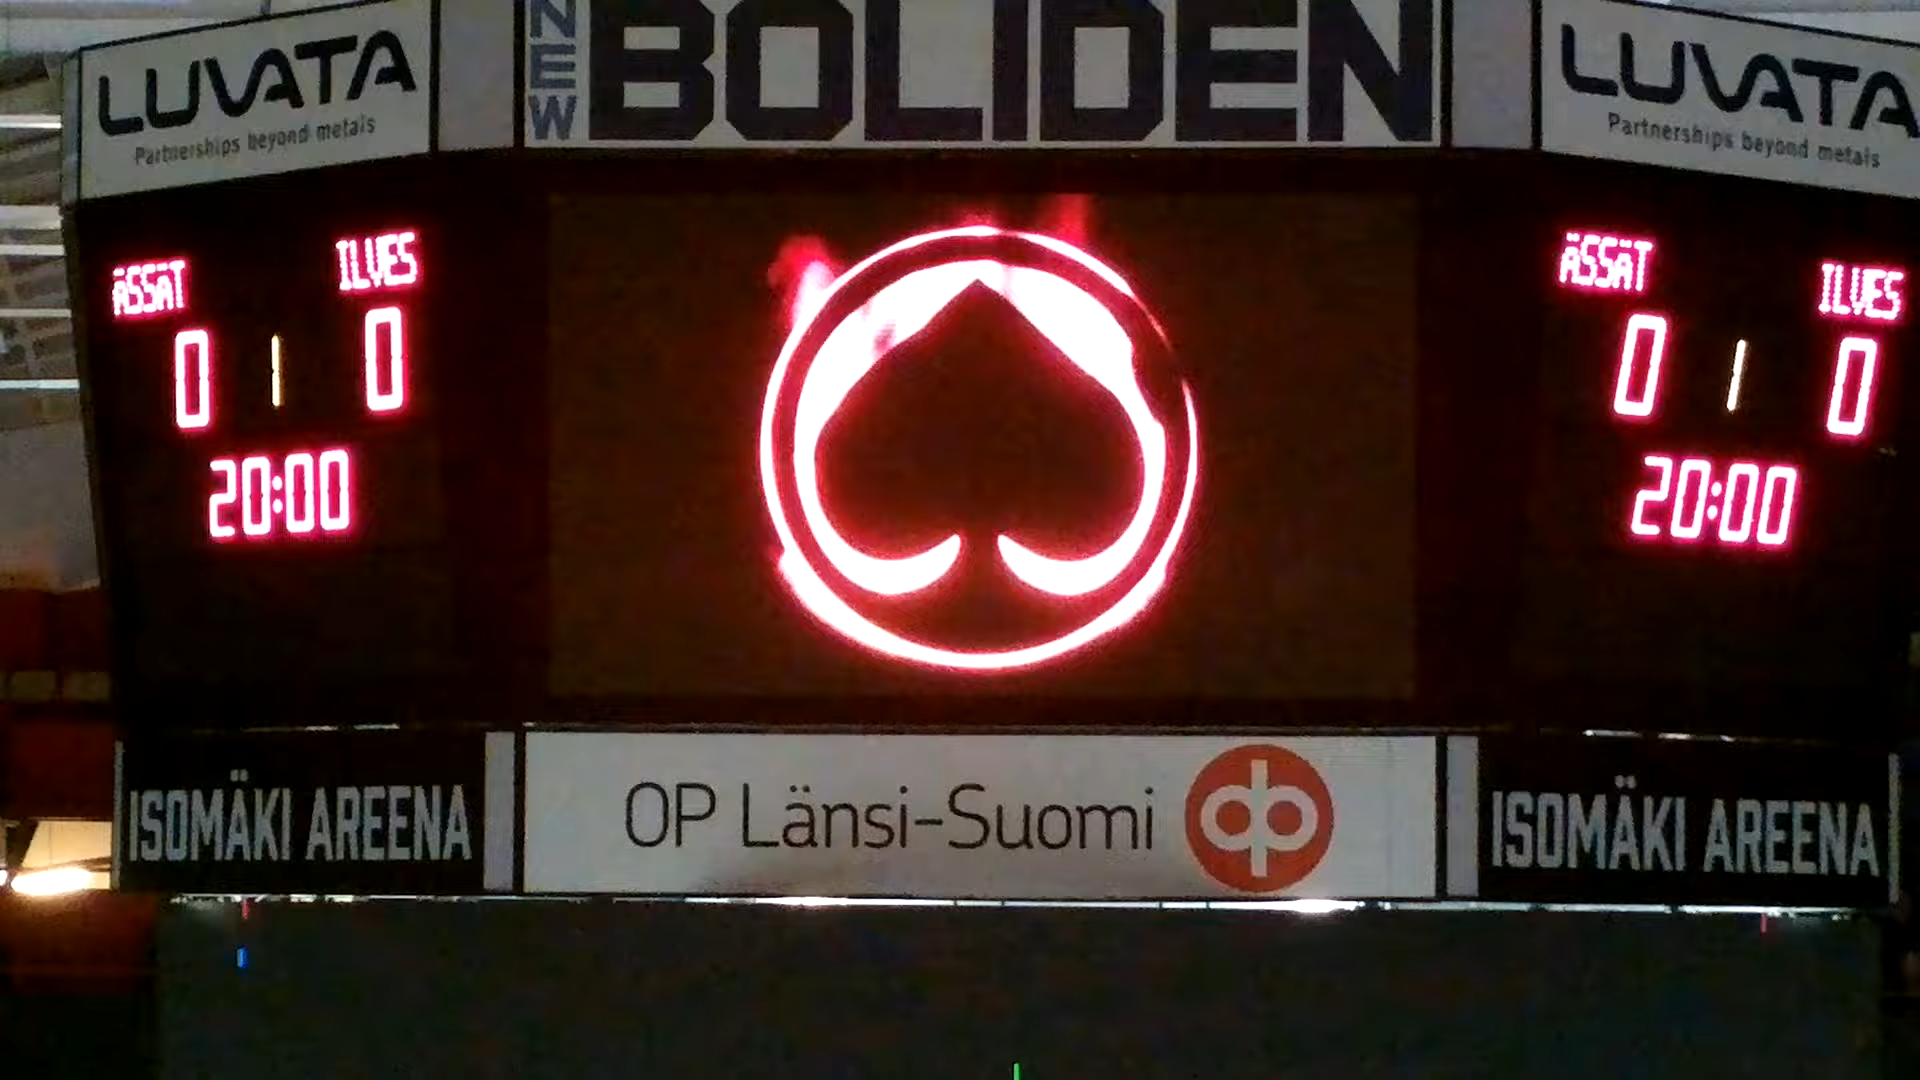 LUVATA
Partnerships beyond metals
NEW
BOLIDEN
LUVATA
Partnerships beyond metals
ÄSSÄT ILVES
0 1 0
20:00
ÄSSÄT ILVES
0 1 0
20:00
ISOMÄKI AREENA
OP Länsi-Suomi
op
ISOMÄKI AREENA